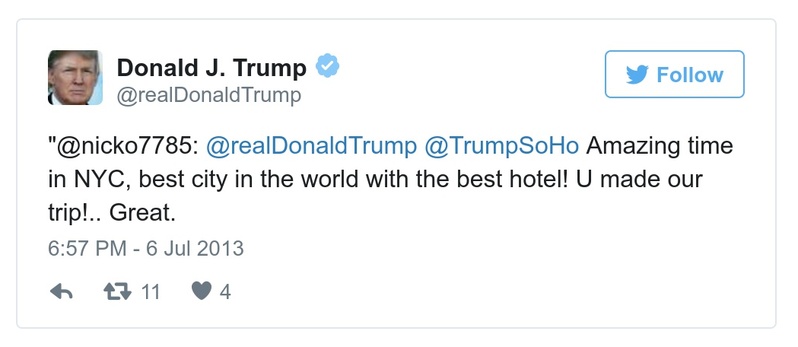 Donald J. Trump
@realDonaldTrump
Follow
"@nicko7785: @realDonaldTrump @TrumpSoHo Amazing time
in NYC, best city in the world with the best hotel! U made our
trip!.. Great.
6:57 PM - 6 Jul 2013
11 4